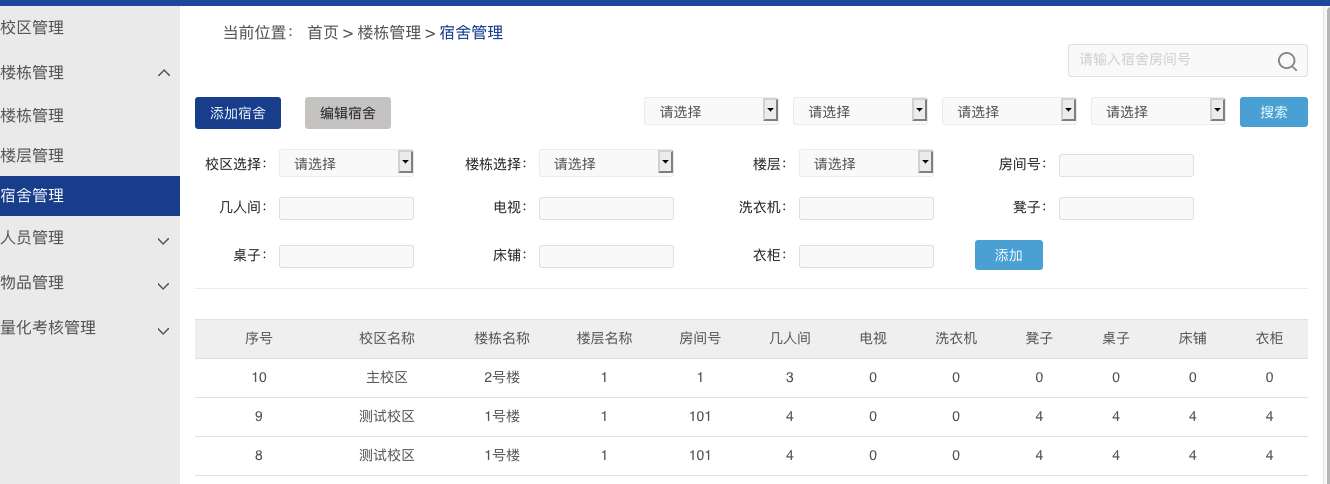 当前位置： 首页 > 楼栋管理 > 宿舍管理
请输入宿舍房间号
校区管理
楼栋管理
楼栋管理
楼层管理
宿舍管理
人员管理
物品管理
量化考核管理
添加宿舍 编辑宿舍 请选择 请选择 请选择 请选择 搜索
校区选择： 请选择 楼栋选择： 请选择 楼层： 请选择 房间号：
几人间： 电视： 洗衣机： 凳子：
桌子： 床铺： 衣柜： 添加
序号 校区名称 楼栋名称 楼层名称 房间号 几人间 电视 洗衣机 凳子 桌子 床铺 衣柜
10 主校区 2号楼 1 1 3 0 0 0 0 0 0
9 测试校区 1号楼 1 101 4 0 0 4 4 4 4
8 测试校区 1号楼 1 101 4 0 0 4 4 4 4